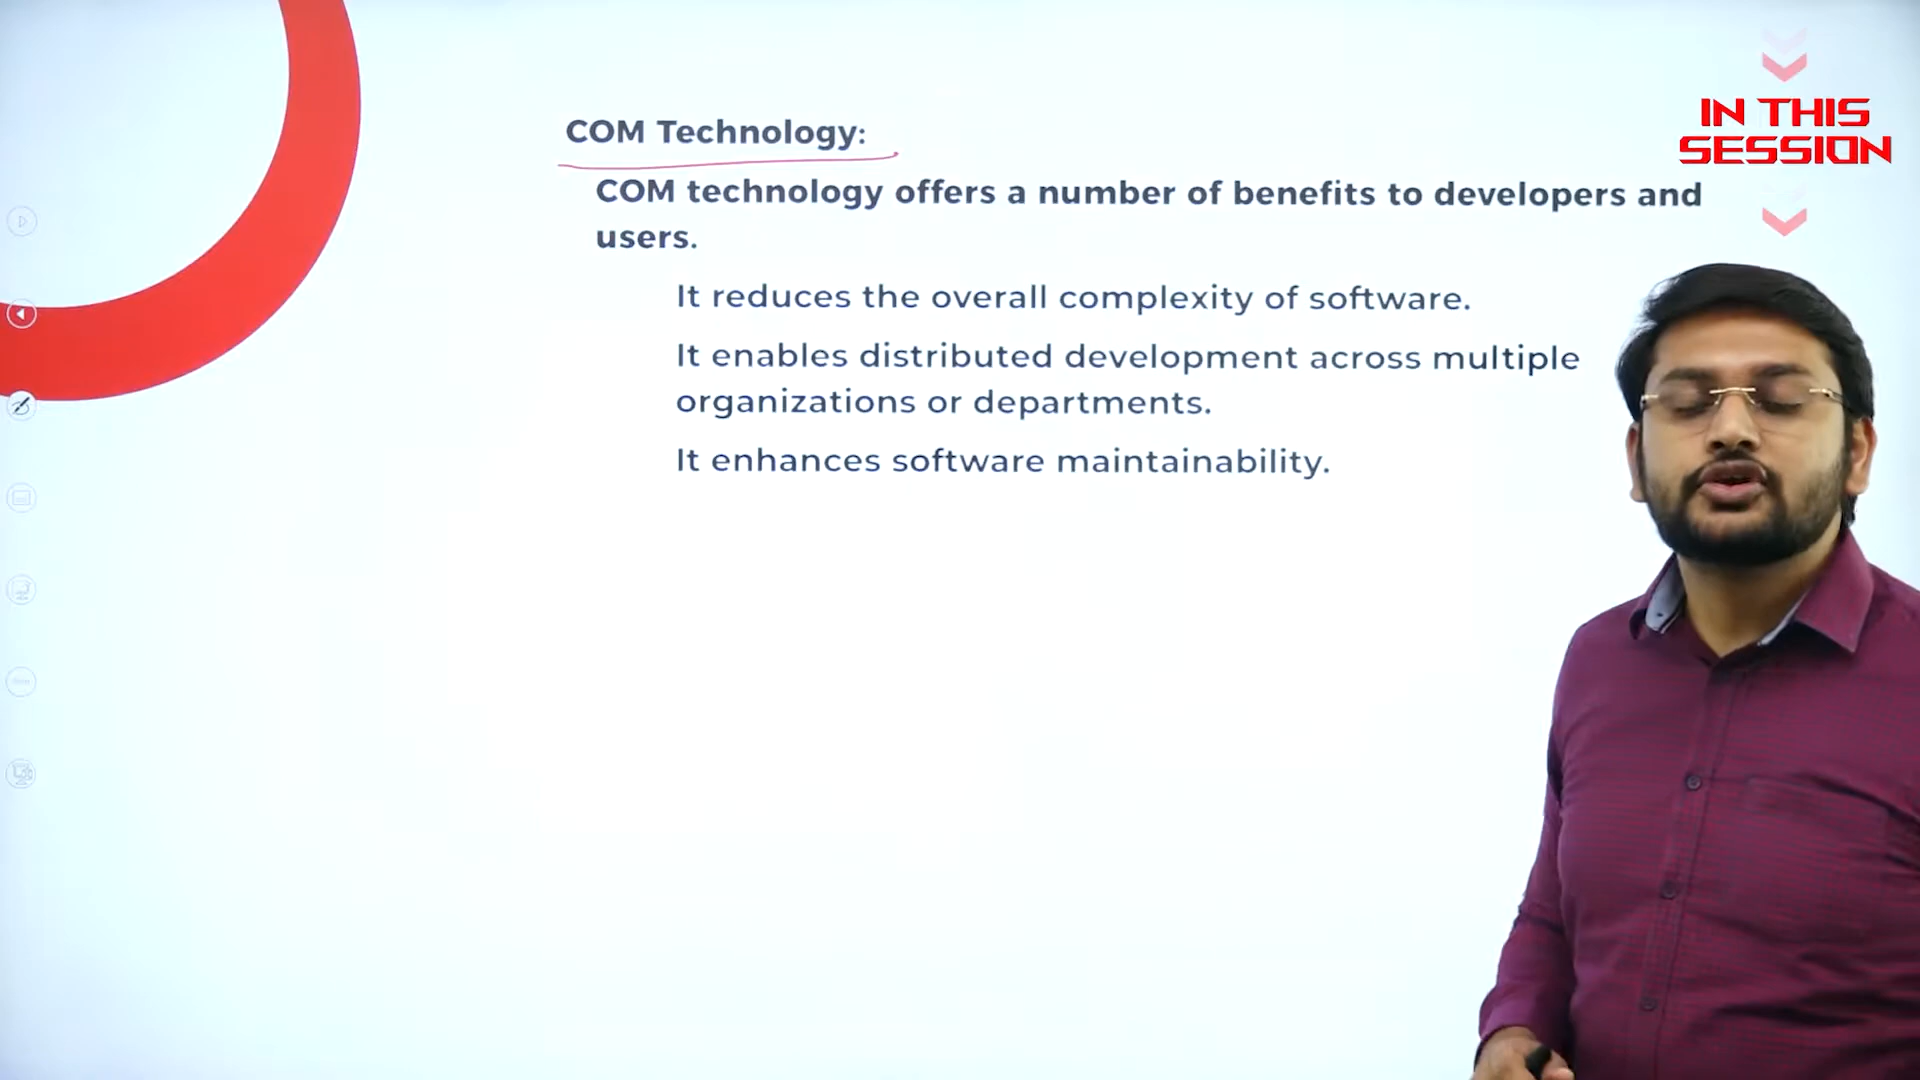 IN THIS
SESSION
COM Technology:
COM technology offers a number of benefits to developers and
users.
It reduces the overall complexity of software.
It enables distributed development across multiple
organizations or departments.
It enhances software maintainability.